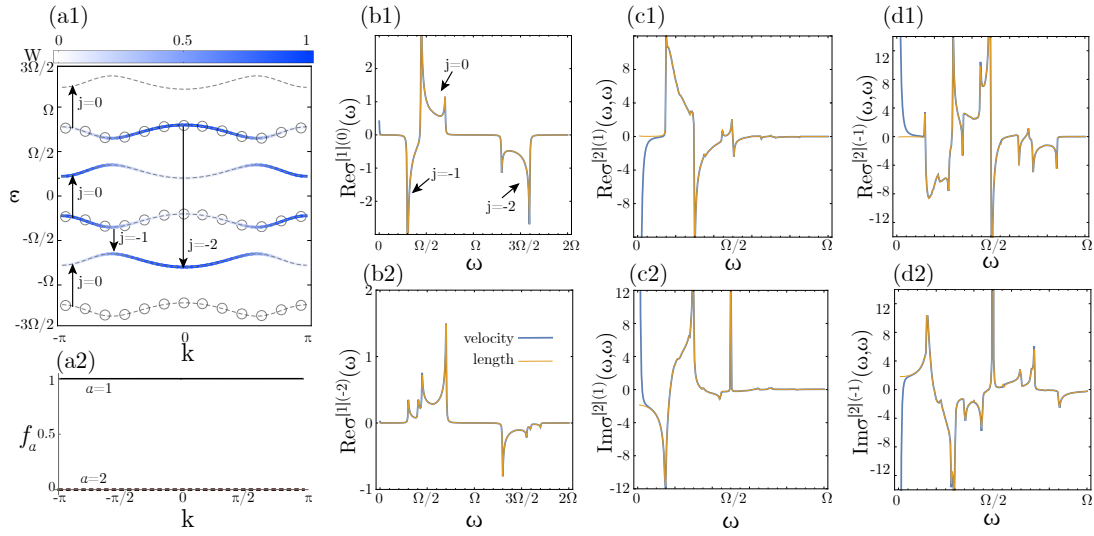 (a1)
W 0 0.5 1
3Ω/2
Ω
Ω/2
0
-Ω/2
-Ω
-3Ω/2
ε
j=0
j=0
j=-1
j=-2
j=0
-π 0 π
k
(a2)
1
0.5
0
f_a
a=1
a=2
-π -π/2 0 π/2 π
k
(b1)
2
1
0
-1
-2
Reσ^[1](0)(ω)
j=0
j=-1
j=-2
0 Ω/2 Ω 3Ω/2 2Ω
ω
(b2)
2
1
0
-1
Reσ^[1](-2)(ω)
velocity
length
0 Ω/2 Ω 3Ω/2 2Ω
ω
(c1)
8
4
0
-4
-8
Reσ^[2](1)(ω,ω)
0 Ω/2 Ω
ω
(c2)
12
8
4
0
-4
-8
-12
Imσ^[2](1)(ω,ω)
0 Ω/2 Ω
ω
(d1)
14
8
4
0
-4
-8
-12
Reσ^[2](-1)(ω,ω)
0 Ω/2 Ω
ω
(d2)
12
8
4
0
-4
-8
-12
Imσ^[2](-1)(ω,ω)
0 Ω/2 Ω
ω